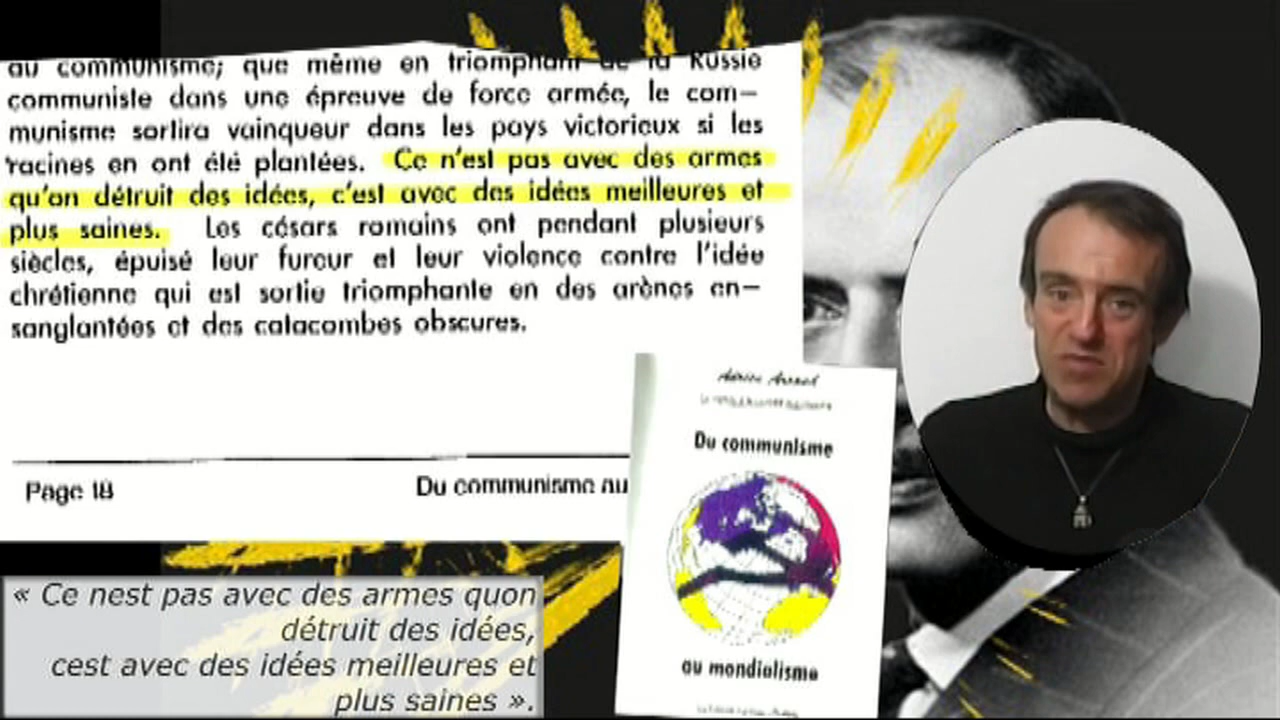 au communisme; que même en triomphant de la Russie
communiste dans une épreuve de force armée, le com-
munisme sortira vainqueur dans les pays victorieux si les
racines en ont été plantées. Ce n'est pas avec des armes
qu'on détruit des idées, c'est avec des idées meilleures et
plus saines. Les césars romains ont pendant plusieurs
siècles, épuisé leur fureur et leur violence contre l'idée
chrétienne qui est sortie triomphante en des arènes en-
sanglantées et des catacombes obscures.
Page 18
Du communisme au
Adrien Arcand
Du communisme
au mondialisme
« Ce nest pas avec des armes quon
détruit des idées,
cest avec des idées meilleures et
plus saines ».